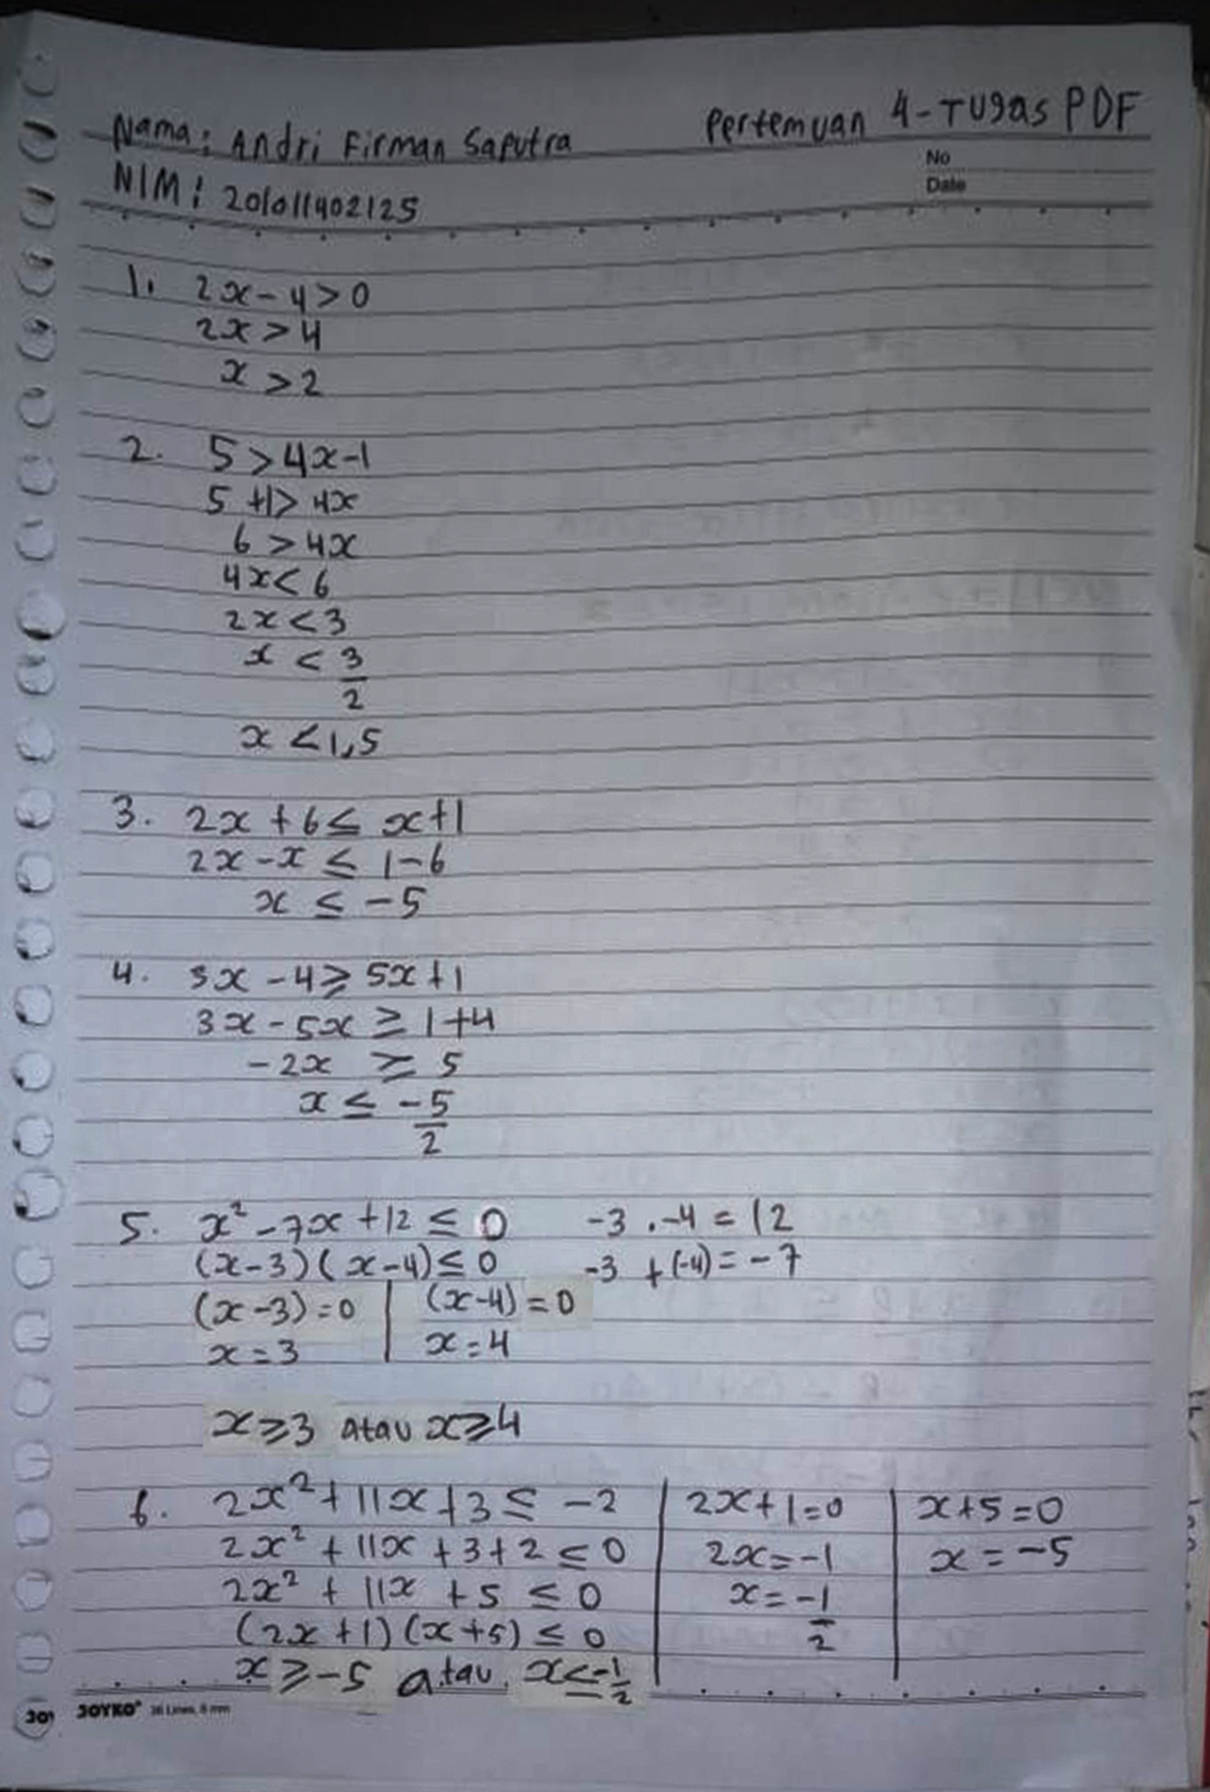 Nama: Andri Firman Saputra
Pertemuan 4-Tugas PDF
NIM: 201011402125
No
Date
1. 2x - 4 > 0
2x > 4
x > 2
2. 5 > 4x-1
5 +1 > 4x
6 > 4x
4x < 6
2x < 3
x < 3/2
x < 1,5
3. 2x + 6 ≤ x+1
2x - x ≤ 1-6
x ≤ -5
4. 3x - 4 ≥ 5x+1
3x - 5x ≥ 1+4
-2x ≥ 5
x ≤ -5/2
5. x² - 7x + 12 ≤ 0 -3 . -4 = 12
(x-3)(x-4) ≤ 0 -3 + (-4) = -7
(x-3) = 0 | (x-4) = 0
x = 3 | x = 4
x ≥ 3 atau x ≥ 4
6. 2x² + 11x + 3 ≤ -2 | 2x+1=0 | x+5=0
2x² + 11x + 3+2 ≤ 0 | 2x = -1 | x = -5
2x² + 11x + 5 ≤ 0 | x = -1/2
(2x+1)(x+5) ≤ 0
x ≥ -5 atau x ≤ -1/2
JOYKO 36 Lines, 8 mm